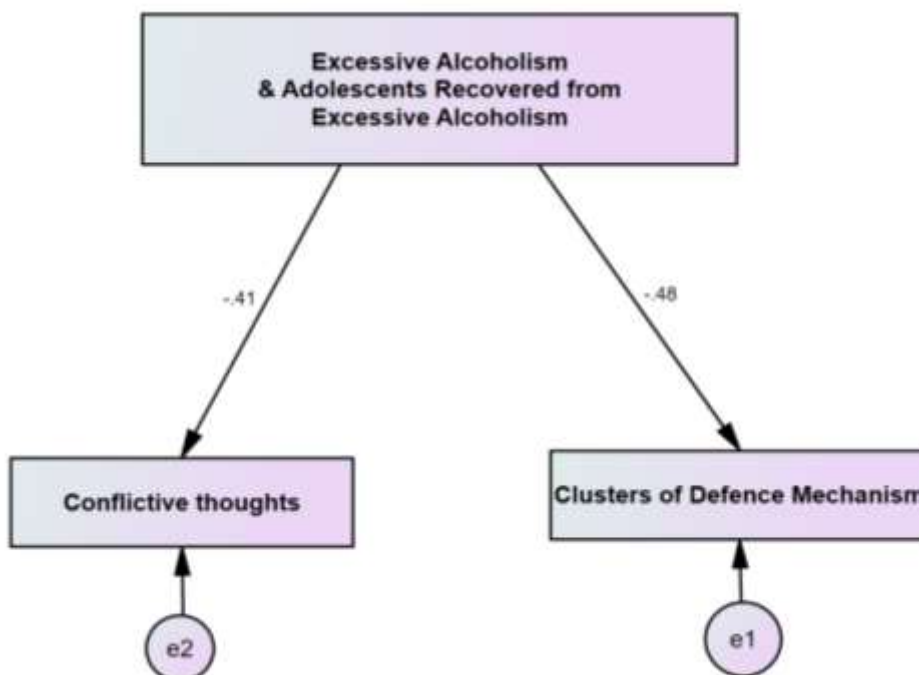 Excessive Alcoholism
& Adolescents Recovered from
Excessive Alcoholism
-.41
-.48
Conflictive thoughts
Clusters of Defence Mechanism
e2
e1